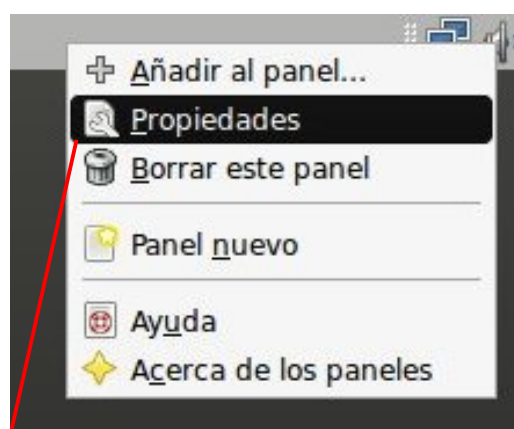 Añadir al panel...
Propiedades
Borrar este panel
Panel nuevo
Ayuda
Acerca de los paneles